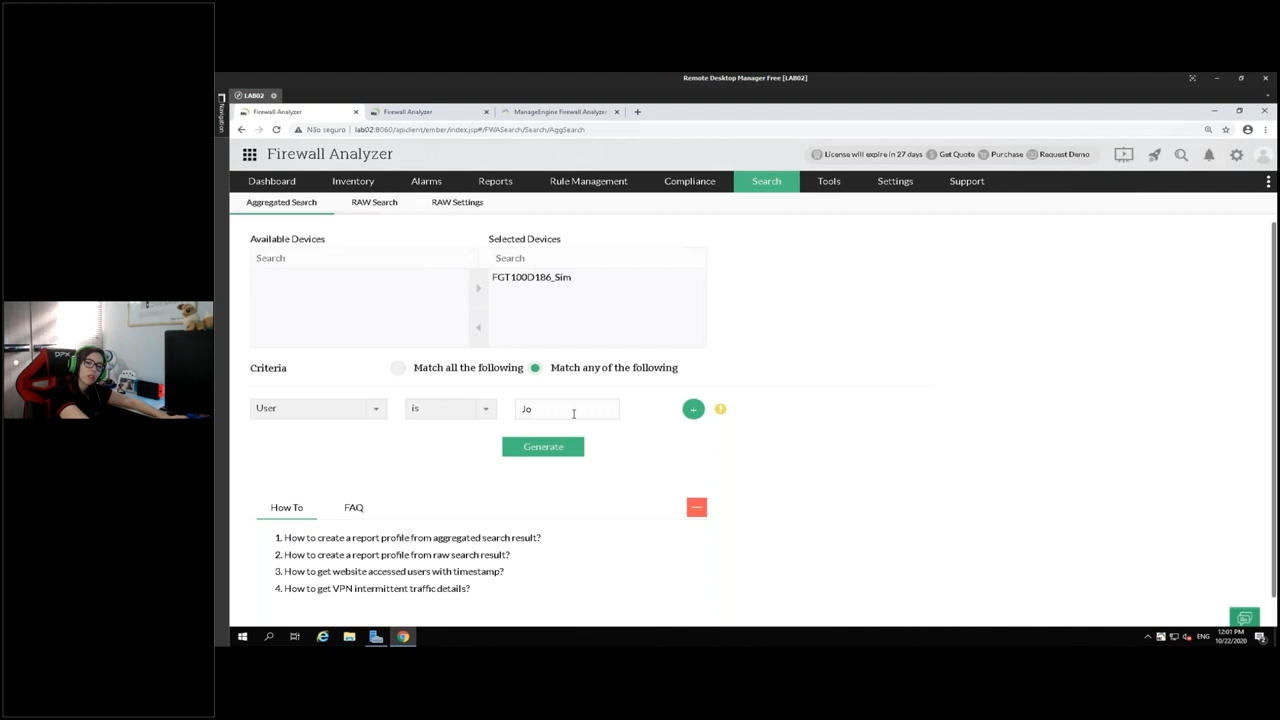 Remote Desktop Manager Free [LAB02]
Navigation
LAB02
Firewall Analyzer
Firewall Analyzer
ManageEngine Firewall Analyzer
Não seguro
lab02:8060/apiclient/ember/index.jsp#/FWASearch/Search/AggSearch
Firewall Analyzer
License will expire in 27 days
Get Quote
Purchase
Request Demo
Dashboard
Inventory
Alarms
Reports
Rule Management
Compliance
Search
Tools
Settings
Support
Aggregated Search
RAW Search
RAW Settings
Available Devices
Selected Devices
Search
Search
FGT100D186_Sim
Criteria
Match all the following
Match any of the following
User
is
Jo
Generate
How To
FAQ
1. How to create a report profile from aggregated search result?
2. How to create a report profile from raw search result?
3. How to get website accessed users with timestamp?
4. How to get VPN intermittent traffic details?
ENG
12:01 PM
10/22/2020
DPX